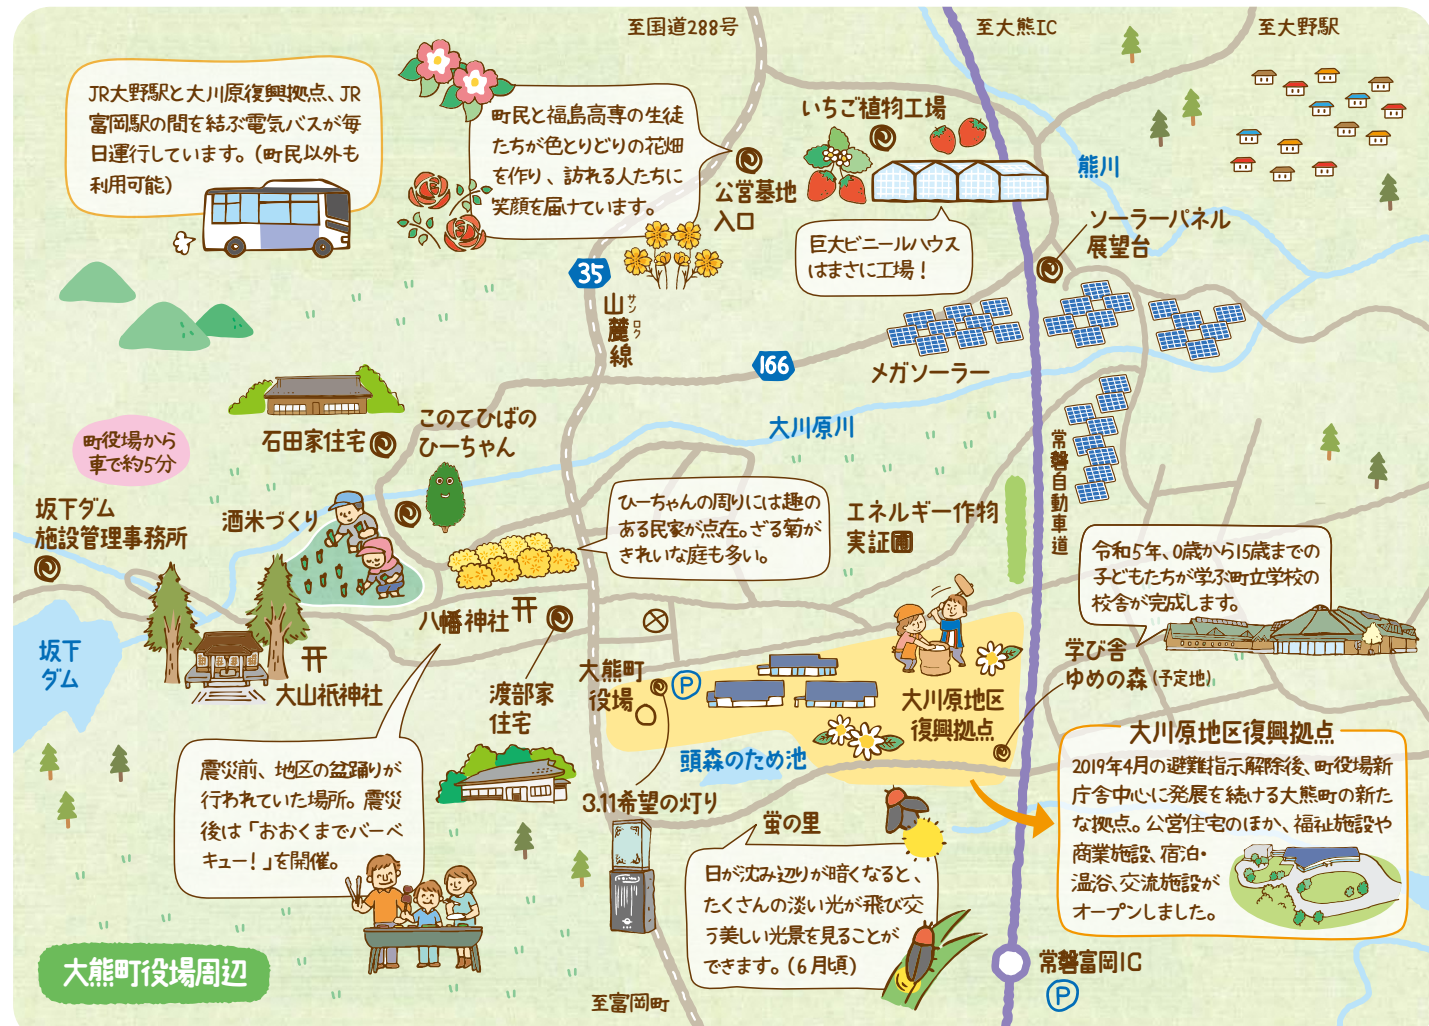 至国道288号
至大熊IC
至大野駅
JR大野駅と大川原復興拠点、JR
富岡駅の間を結ぶ電気バスが毎
日運行しています。(町民以外も
利用可能)
町民と福島高専の生徒
たちが色とりどりの花畑
を作り、訪れる人たちに
笑顔を届けています。
公営墓地
入口
いちご植物工場
巨大ビニールハウス
はまさに工場!
熊川
ソーラーパネル
展望台
35
山麓線
サンロク
166
メガソーラー
大川原川
常磐自動車道
石田家住宅
このてひばの
ひーちゃん
町役場から
車で約5分
坂下ダム
施設管理事務所
酒米づくり
ひーちゃんの周りには趣の
ある民家が点在。ざる菊が
きれいな庭も多い。
エネルギー作物
実証圃
令和5年、0歳から15歳までの
子どもたちが学ぶ町立学校の
校舎が完成します。
八幡神社
坂下
ダム
大山祇神社
渡部家
住宅
大熊町
役場
P
大川原地区
復興拠点
学び舎
ゆめの森(予定地)
頭森のため池
震災前、地区の盆踊りが
行われていた場所。震災
後は「おおくまでバーベ
キュー!」を開催。
3.11希望の灯り
蛍の里
日が沈み辺りが暗くなると、
たくさんの淡い光が飛び交
う美しい光景を見ることが
できます。(6月頃)
大川原地区復興拠点
2019年4月の避難指示解除後、町役場新
庁舎中心に発展を続ける大熊町の新た
な拠点。公営住宅のほか、福祉施設や
商業施設、宿泊・
温浴、交流施設が
オープンしました。
大熊町役場周辺
至富岡町
常磐富岡IC
P